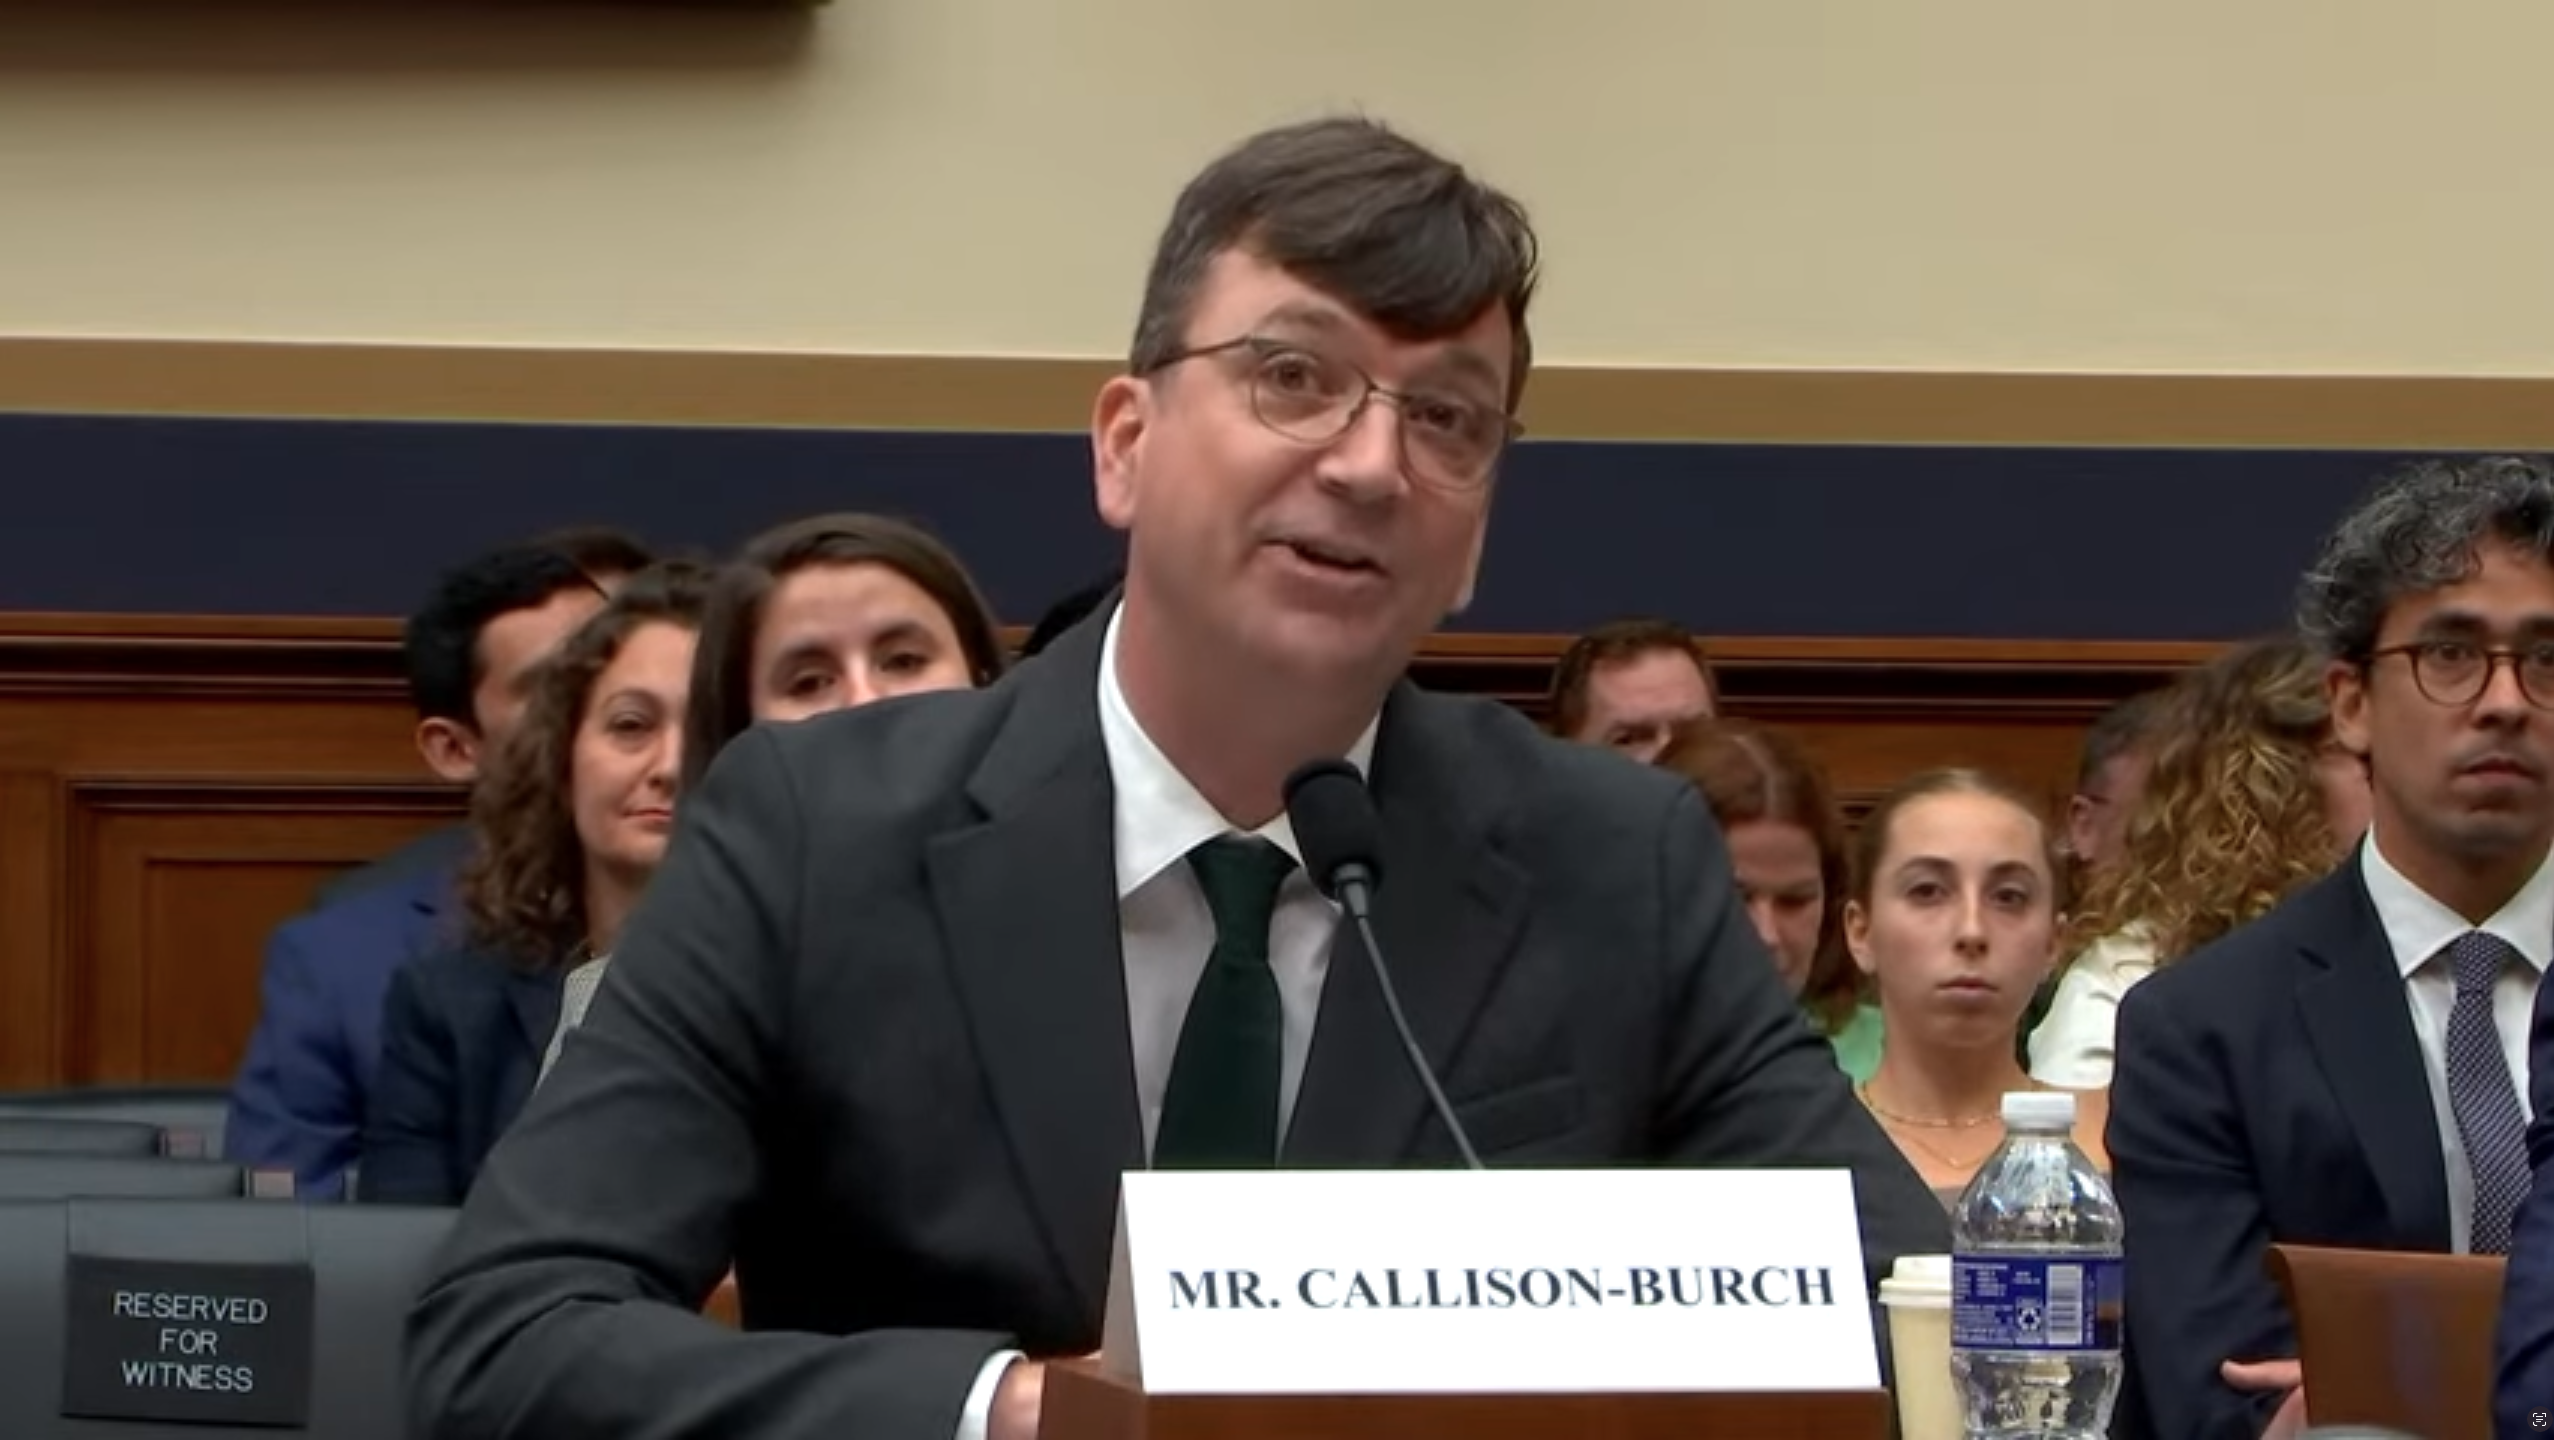 RESERVED
FOR
WITNESS
MR. CALLISON-BURCH